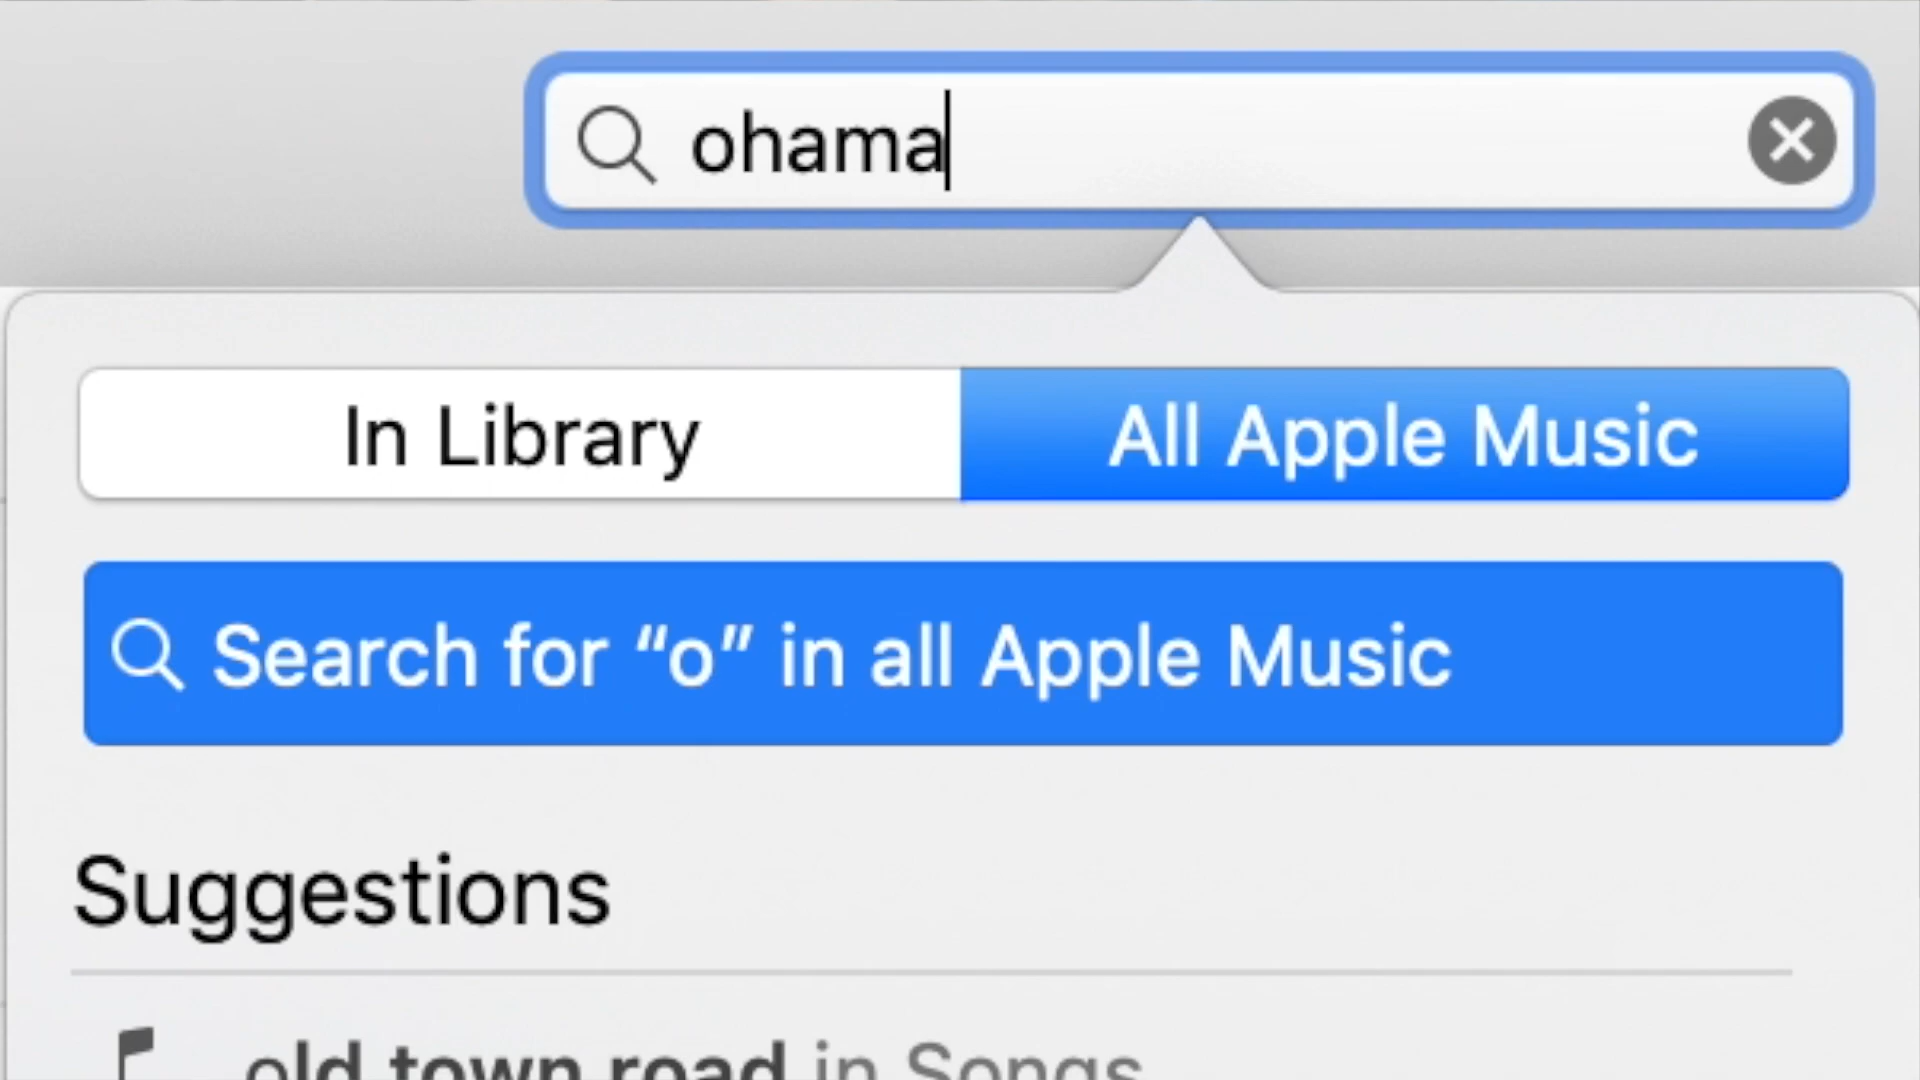 ohama
In Library
All Apple Music
Search for “o” in all Apple Music
Suggestions
old town road in Songs